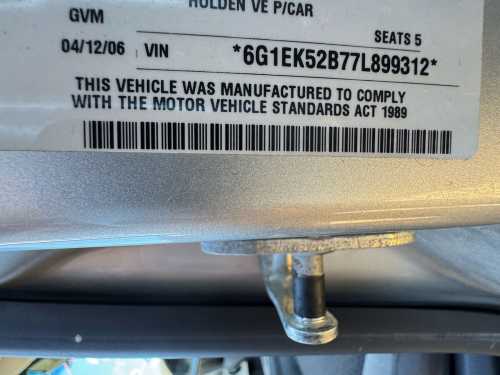 HOLDEN VE P/CAR
GVM
SEATS 5
04/12/06 VIN *6G1EK52B77L899312*
THIS VEHICLE WAS MANUFACTURED TO COMPLY
WITH THE MOTOR VEHICLE STANDARDS ACT 1989